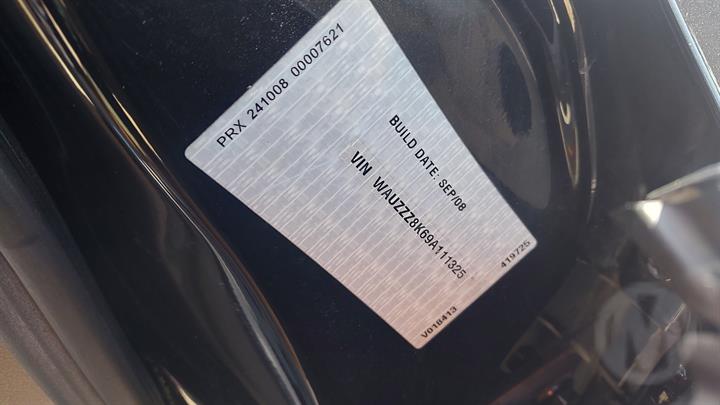 PRX 241008 00007621
BUILD DATE: SEP/08
VIN WAUZZZ8K69A111325
V018413
419725
M